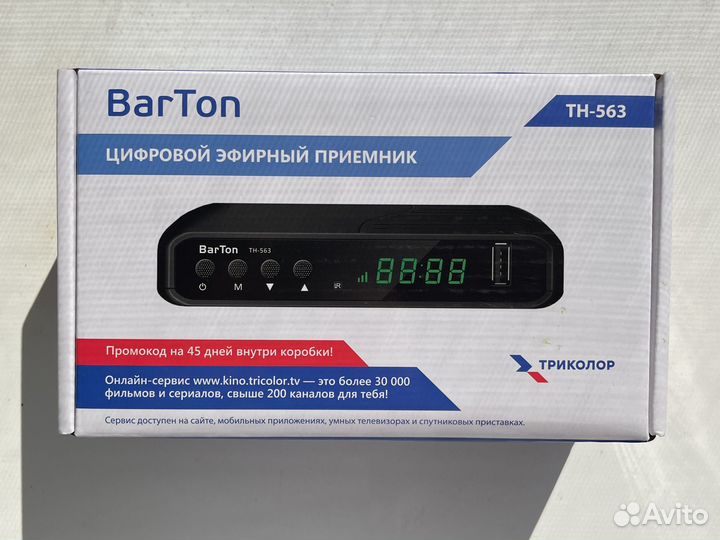 BarTon
TH-563
ЦИФРОВОЙ ЭФИРНЫЙ ПРИЕМНИК
BarTon TH-563
88:88
M
IR
Промокод на 45 дней внутри коробки!
ТРИКОЛОР
Онлайн-сервис www.kino.tricolor.tv — это более 30 000
фильмов и сериалов, свыше 200 каналов для тебя!
Сервис доступен на сайте, мобильных приложениях, умных телевизорах и спутниковых приставках.
Avito